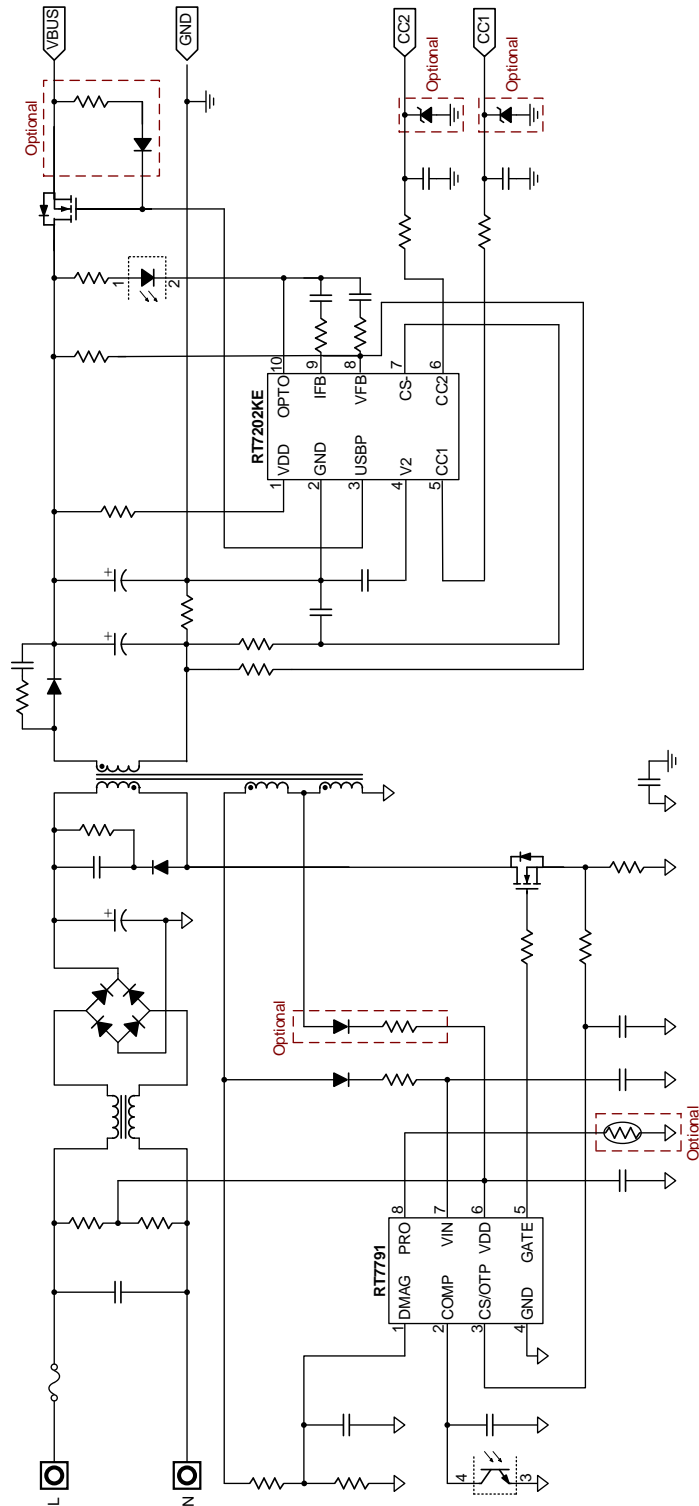 L
N
VBUS
GND
Optional
1
2
RT7202KE
1 VDD OPTO 10
2 GND IFB 9
3 USBP VFB 8
4 V2 CS- 7
5 CC1 CC2 6
CC2
Optional
CC1
Optional
Optional
RT7791
1 DMAG PRO 8
2 COMP VIN 7
3 CS/OTP VDD 6
4 GND GATE 5
4
3
Optional
+
+
+